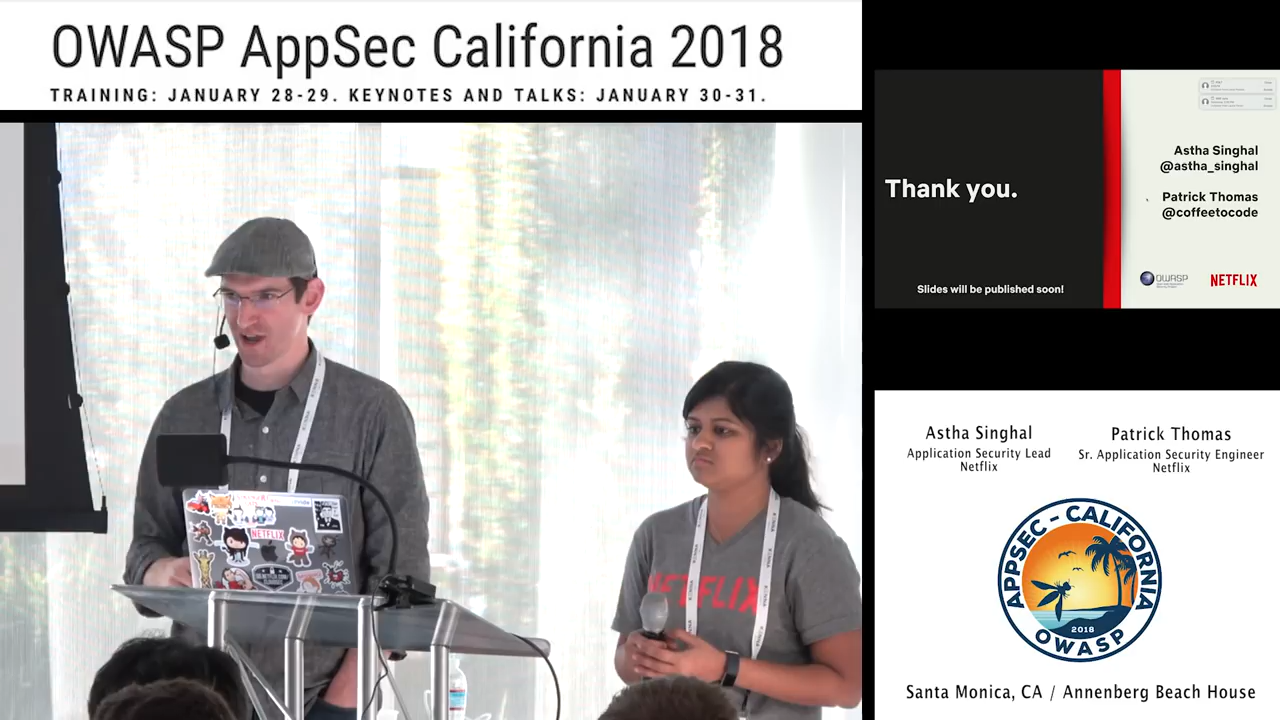 OWASP AppSec California 2018
TRAINING: JANUARY 28-29. KEYNOTES AND TALKS: JANUARY 30-31.
Thank you.
Slides will be published soon!
Astha Singhal
@astha_singhal
Patrick Thomas
@coffeetocode
OWASP
NETFLIX
NETFLIX
NETFLIX
Astha Singhal
Application Security Lead
Netflix
Patrick Thomas
Sr. Application Security Engineer
Netflix
APPSEC - CALIFORNIA
2018
OWASP
Santa Monica, CA / Annenberg Beach House